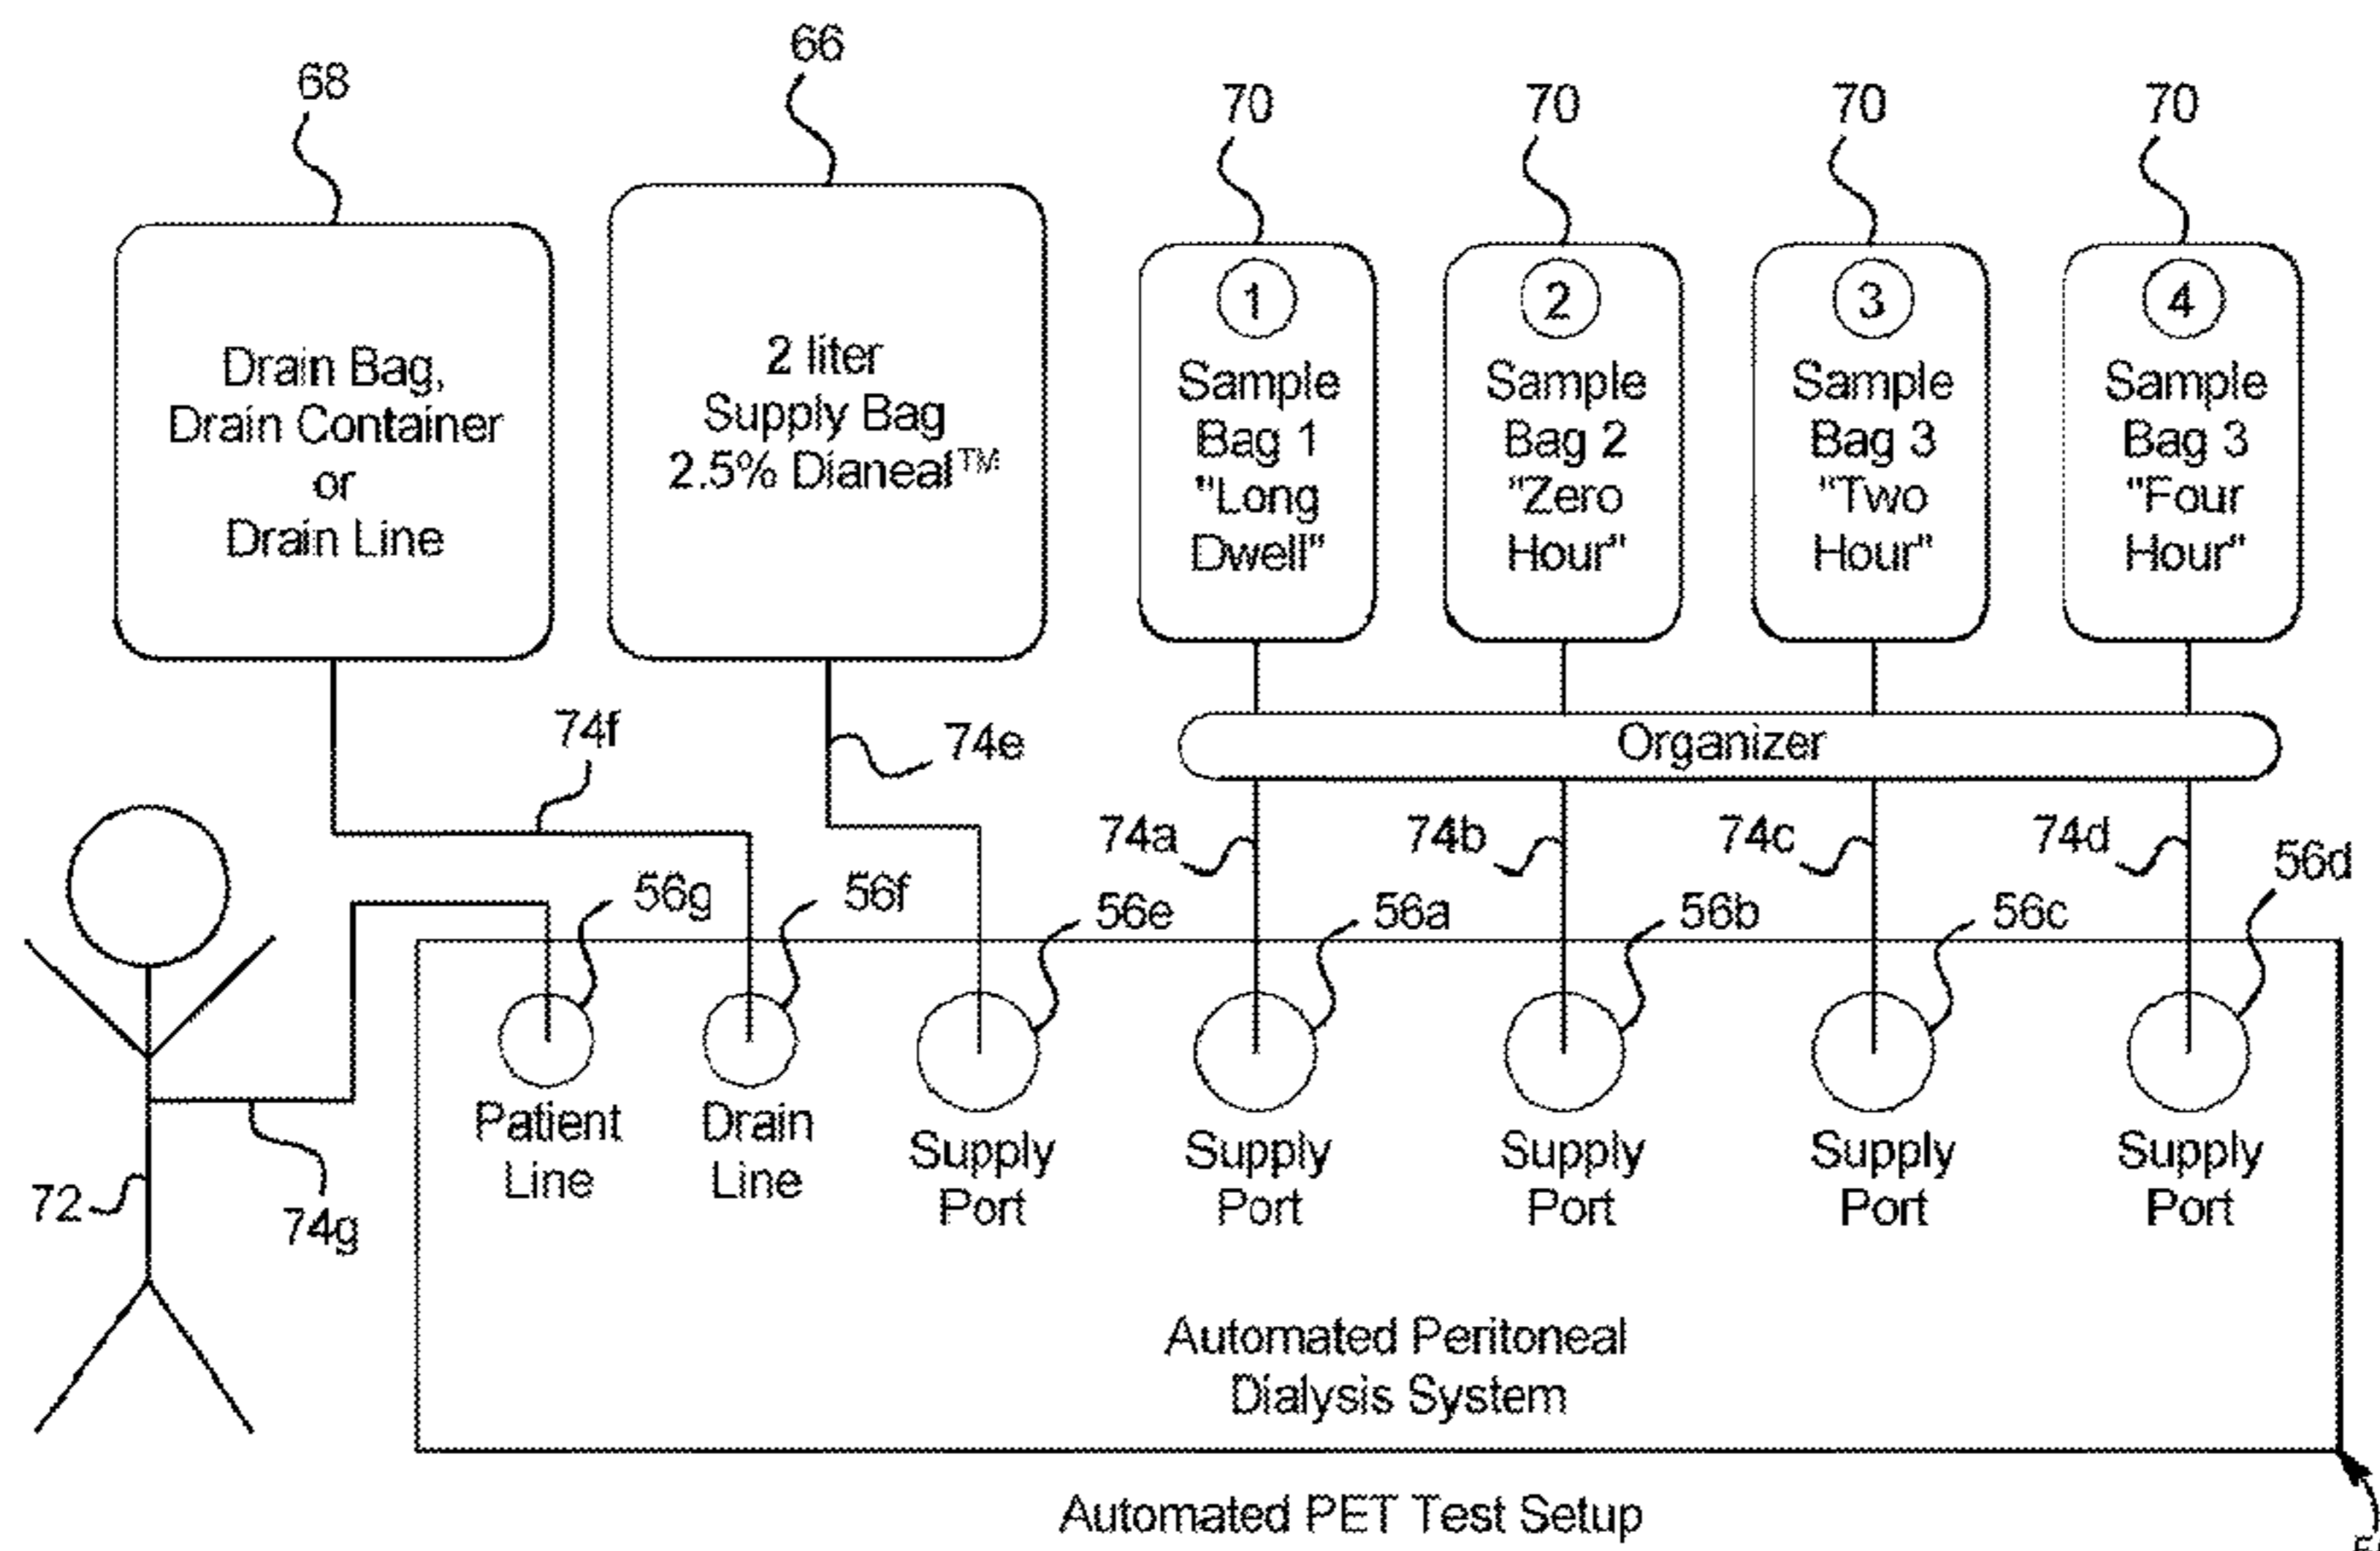 68
66
70
70
70
70
Drain Bag,
Drain Container
or
Drain Line
2 liter
Supply Bag
2.5% Dianeal™
1
Sample
Bag 1
"Long
Dwell"
2
Sample
Bag 2
"Zero
Hour"
3
Sample
Bag 3
"Two
Hour"
4
Sample
Bag 3
"Four
Hour"
Organizer
74f
74e
74a
74b
74c
74d
56g
56f
56e
56a
56b
56c
56d
Patient
Line
Drain
Line
Supply
Port
Supply
Port
Supply
Port
Supply
Port
Supply
Port
72
74g
Automated Peritoneal
Dialysis System
Automated PET Test Setup